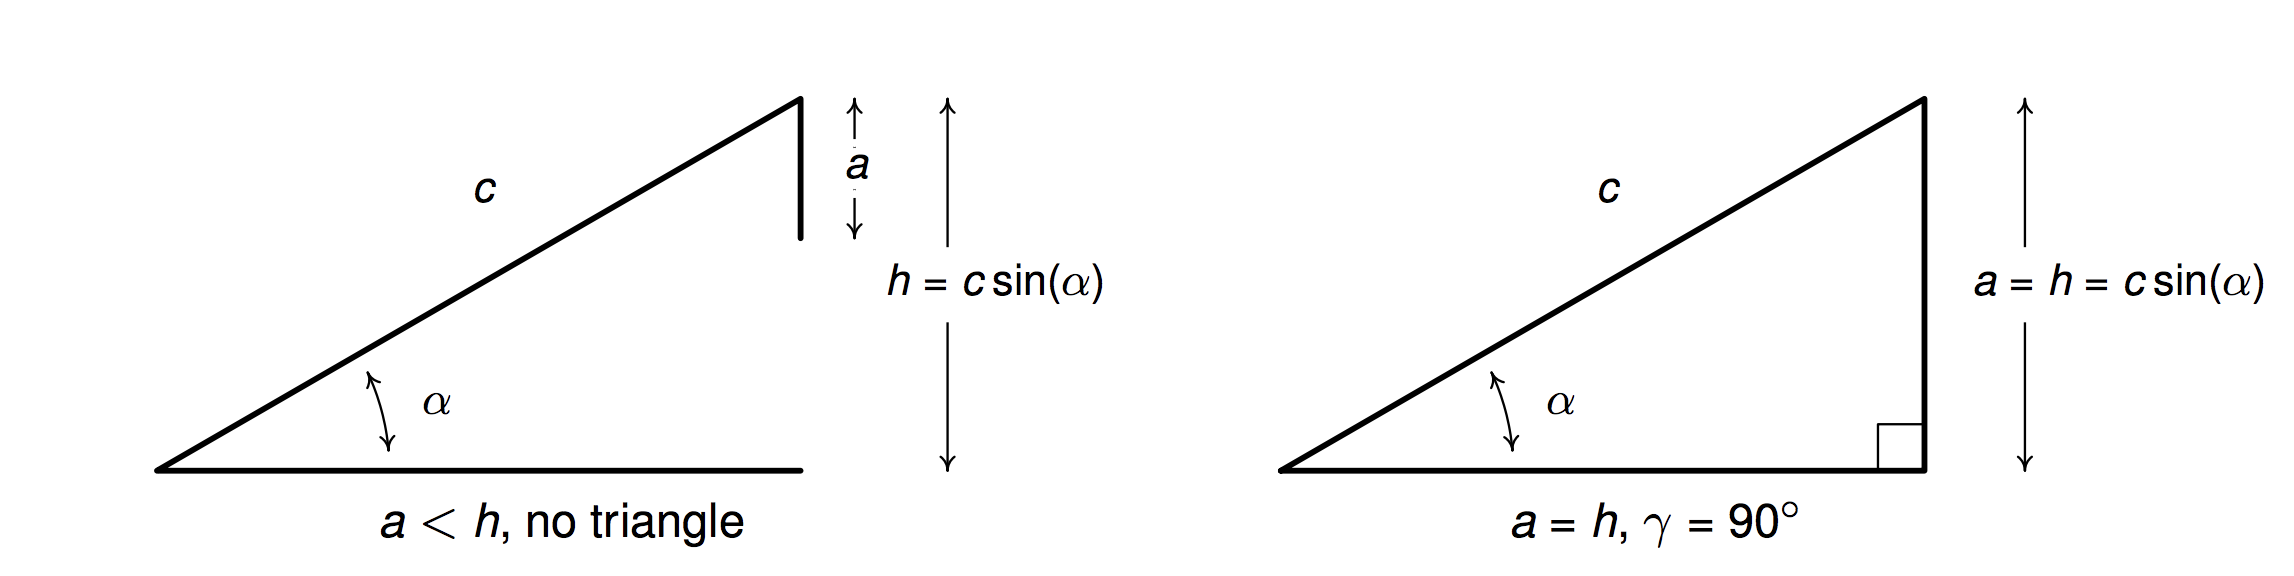 c
a
h = c sin(α)
α
a < h, no triangle
c
a = h = c sin(α)
α
a = h, γ = 90°